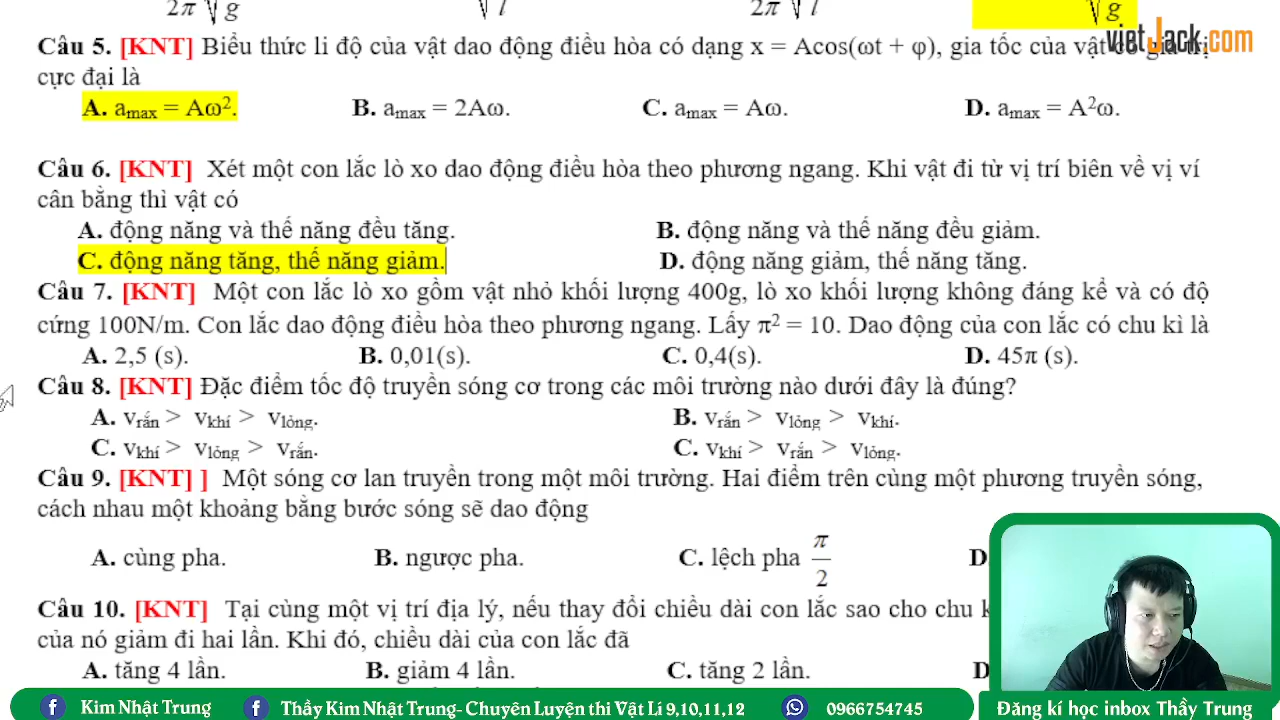 2π √g √l 2π √l √g
Câu 5. [KNT] Biểu thức li độ của vật dao động điều hòa có dạng x = Acos(ωt + φ), gia tốc của vật có giá trị
vietJack.com
cực đại là
A. amax = Aω². B. amax = 2Aω. C. amax = Aω. D. amax = A²ω.
Câu 6. [KNT] Xét một con lắc lò xo dao động điều hòa theo phương ngang. Khi vật đi từ vị trí biên về vị ví
cân bằng thì vật có
A. động năng và thế năng đều tăng. B. động năng và thế năng đều giảm.
C. động năng tăng, thế năng giảm. D. động năng giảm, thế năng tăng.
Câu 7. [KNT] Một con lắc lò xo gồm vật nhỏ khối lượng 400g, lò xo khối lượng không đáng kể và có độ
cứng 100N/m. Con lắc dao động điều hòa theo phương ngang. Lấy π² = 10. Dao động của con lắc có chu kì là
A. 2,5 (s). B. 0,01(s). C. 0,4(s). D. 45π (s).
Câu 8. [KNT] Đặc điểm tốc độ truyền sóng cơ trong các môi trường nào dưới đây là đúng?
A. vrắn > vkhí > vlỏng. B. vrắn > vlỏng > vkhí.
C. vkhí > vlỏng > vrắn. C. vkhí > vrắn > vlỏng.
Câu 9. [KNT] ] Một sóng cơ lan truyền trong một môi trường. Hai điểm trên cùng một phương truyền sóng,
cách nhau một khoảng bằng bước sóng sẽ dao động
A. cùng pha. B. ngược pha. C. lệch pha π/2 D
Câu 10. [KNT] Tại cùng một vị trí địa lý, nếu thay đổi chiều dài con lắc sao cho chu k
của nó giảm đi hai lần. Khi đó, chiều dài của con lắc đã
A. tăng 4 lần. B. giảm 4 lần. C. tăng 2 lần. D
Kim Nhật Trung Thầy Kim Nhật Trung- Chuyên Luyện thi Vật Lí 9,10,11,12 0966754745 Đăng kí học inbox Thầy Trung